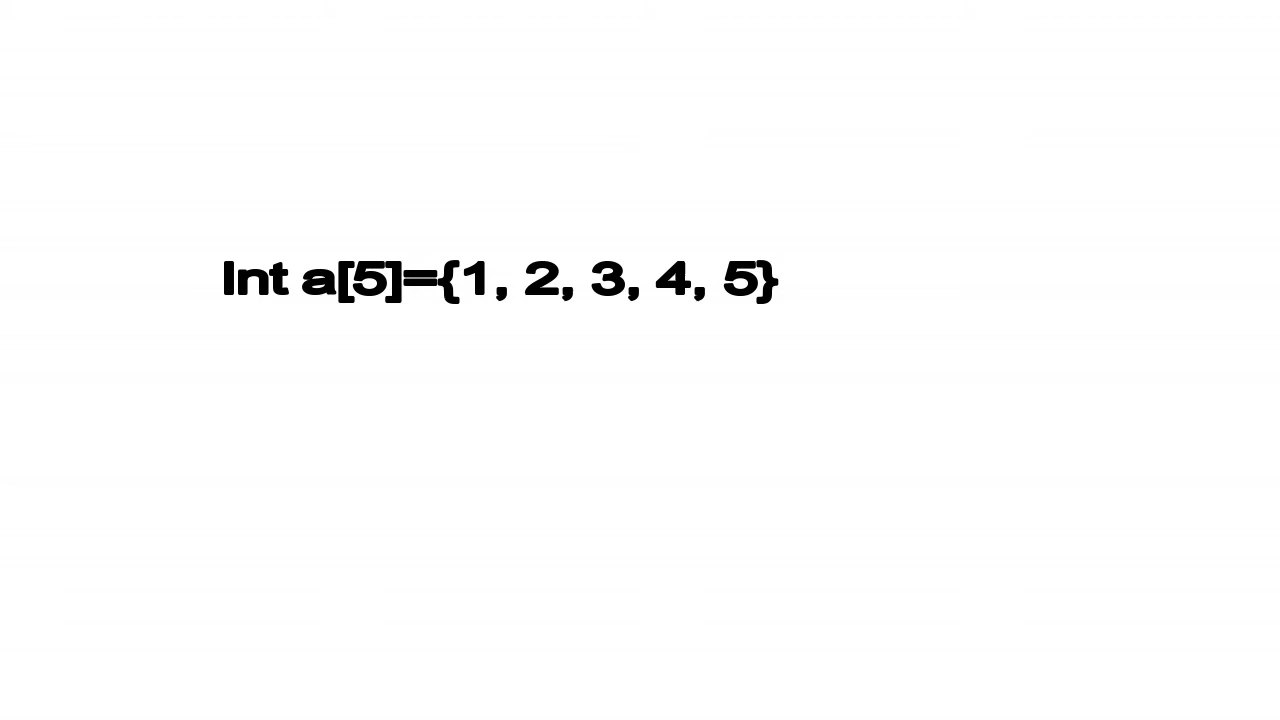 Int a[5]={1, 2, 3, 4, 5}